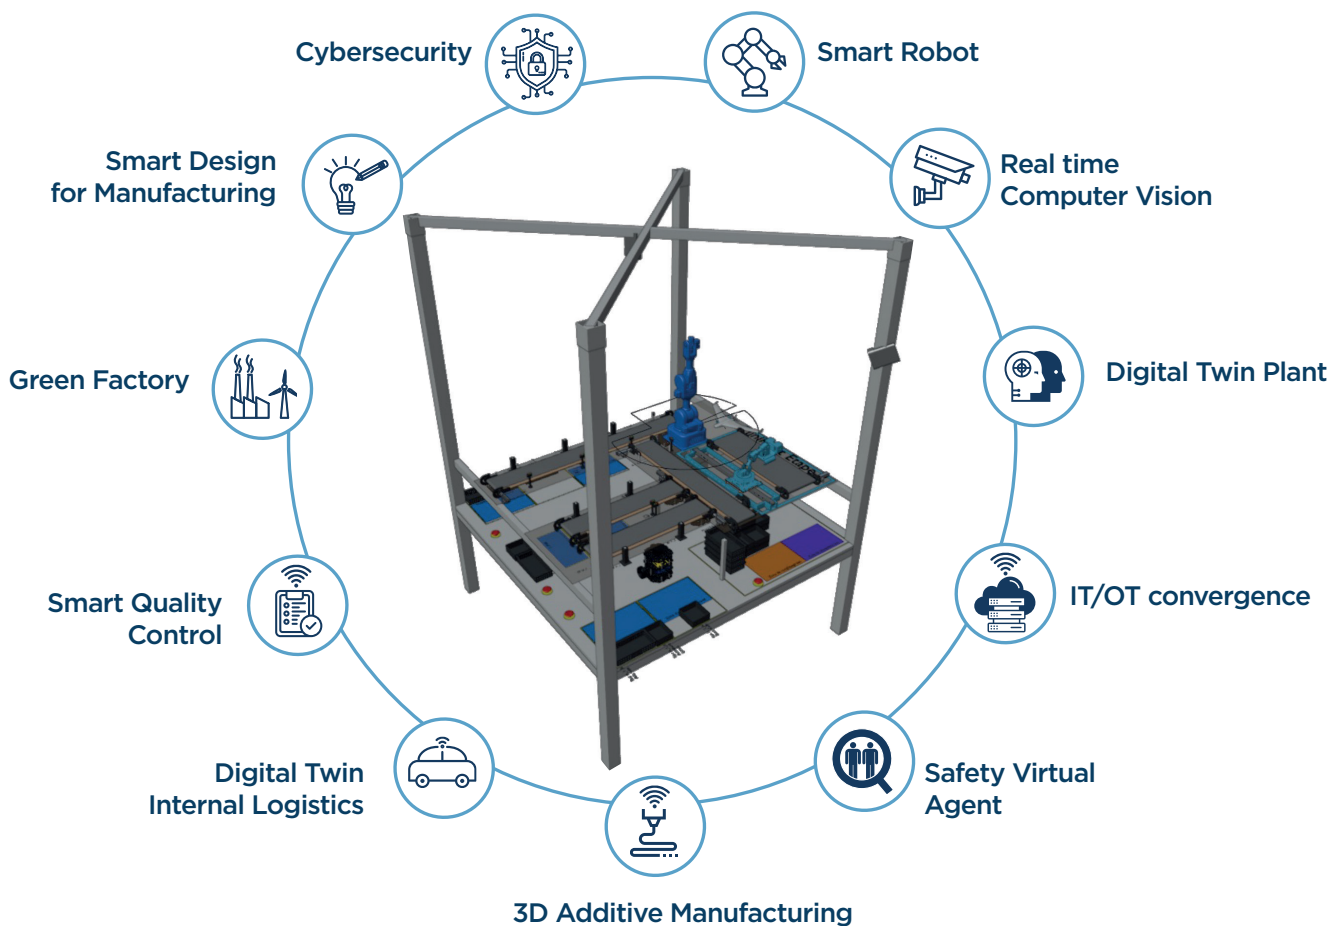 Cybersecurity
Smart Robot
Smart Design
for Manufacturing
Real time
Computer Vision
Green Factory
Digital Twin Plant
Smart Quality
Control
IT/OT convergence
Digital Twin
Internal Logistics
Safety Virtual
Agent
3D Additive Manufacturing